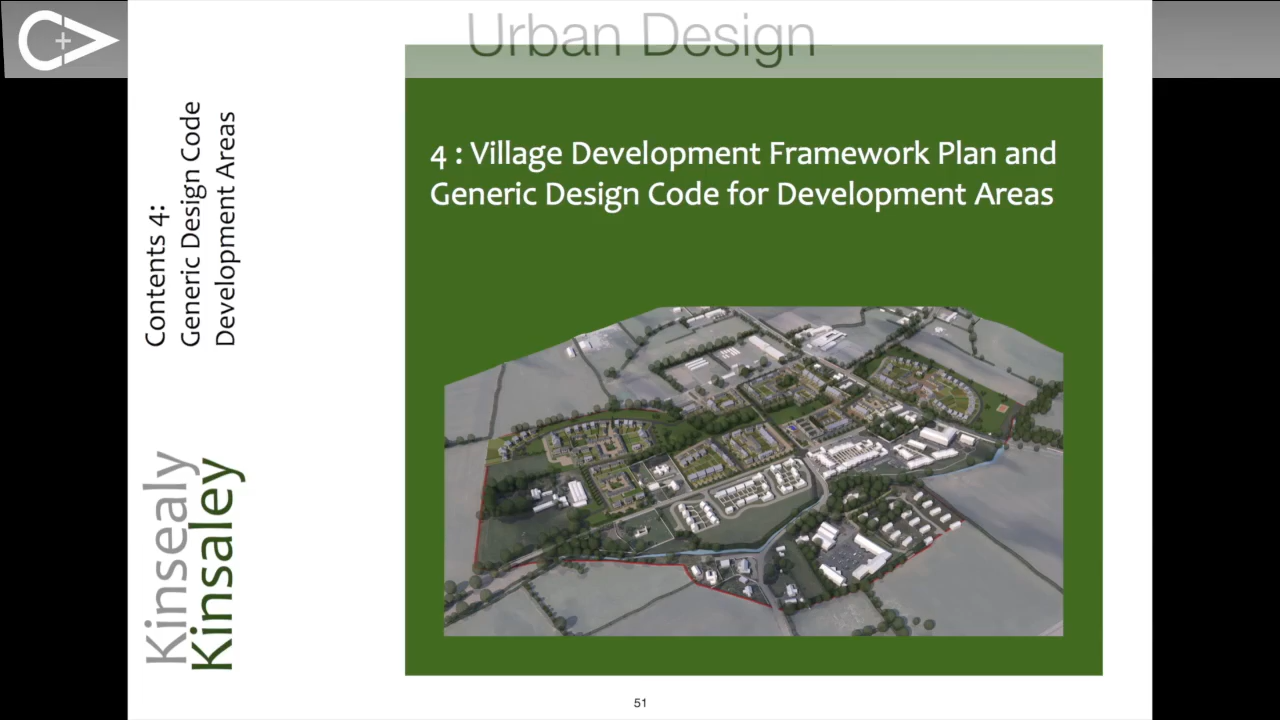 Urban Design
Contents 4:
Generic Design Code
Development Areas
Kinsealy
Kinsaley
4 : Village Development Framework Plan and
Generic Design Code for Development Areas
51